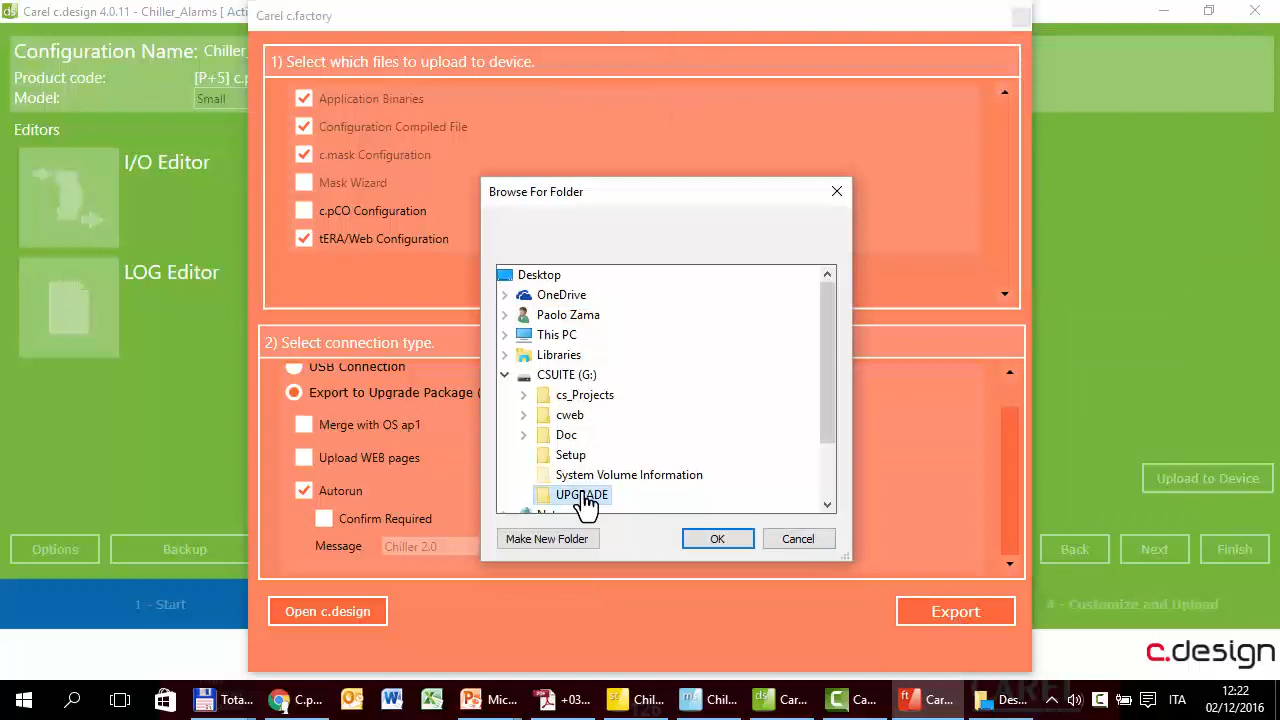 Carel c.design 4.0.11 - Chiller_Alarms [ Acti
Carel c.factory
Configuration Name: Chiller_
Product code: [P+5] c.p
Model: Small
Editors
I/O Editor
LOG Editor
1) Select which files to upload to device.
Application Binaries
Configuration Compiled File
c.mask Configuration
Mask Wizard
c.pCO Configuration
tERA/Web Configuration
2) Select connection type.
USB Connection
Export to Upgrade Package (
Merge with OS ap1
Upload WEB pages
Autorun
Confirm Required
Message Chiller 2.0
Open c.design
Export
Browse For Folder
Desktop
OneDrive
Paolo Zama
This PC
Libraries
CSUITE (G:)
cs_Projects
cweb
Doc
Setup
System Volume Information
UPGRADE
Make New Folder OK Cancel
Upload to Device
Options Backup Back Next Finish
1 - Start 4 - Customize and Upload
c.design
Tota... C.p... Mic... +03... Chil... Chil... Car... Ca... Car... Des... ITA
12:22
02/12/2016